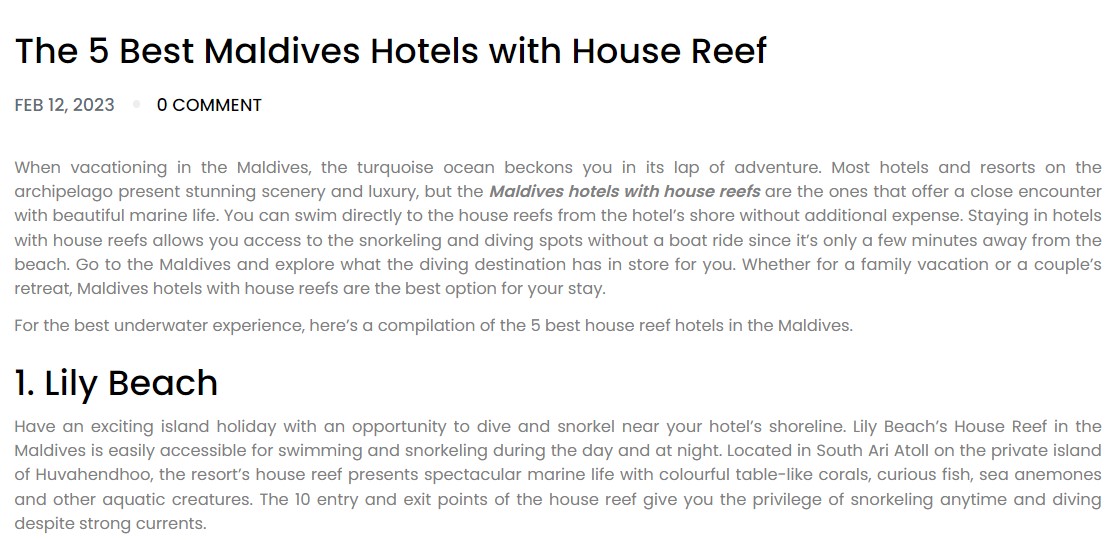 The 5 Best Maldives Hotels with House Reef
FEB 12, 2023 0 COMMENT
When vacationing in the Maldives, the turquoise ocean beckons you in its lap of adventure. Most hotels and resorts on the
archipelago present stunning scenery and luxury, but the Maldives hotels with house reefs are the ones that offer a close encounter
with beautiful marine life. You can swim directly to the house reefs from the hotel’s shore without additional expense. Staying in hotels
with house reefs allows you access to the snorkeling and diving spots without a boat ride since it’s only a few minutes away from the
beach. Go to the Maldives and explore what the diving destination has in store for you. Whether for a family vacation or a couple’s
retreat, Maldives hotels with house reefs are the best option for your stay.
For the best underwater experience, here’s a compilation of the 5 best house reef hotels in the Maldives.
1. Lily Beach
Have an exciting island holiday with an opportunity to dive and snorkel near your hotel’s shoreline. Lily Beach’s House Reef in the
Maldives is easily accessible for swimming and snorkeling during the day and at night. Located in South Ari Atoll on the private island
of Huvahendhoo, the resort’s house reef presents spectacular marine life with colourful table-like corals, curious fish, sea anemones
and other aquatic creatures. The 10 entry and exit points of the house reef give you the privilege of snorkeling anytime and diving
despite strong currents.